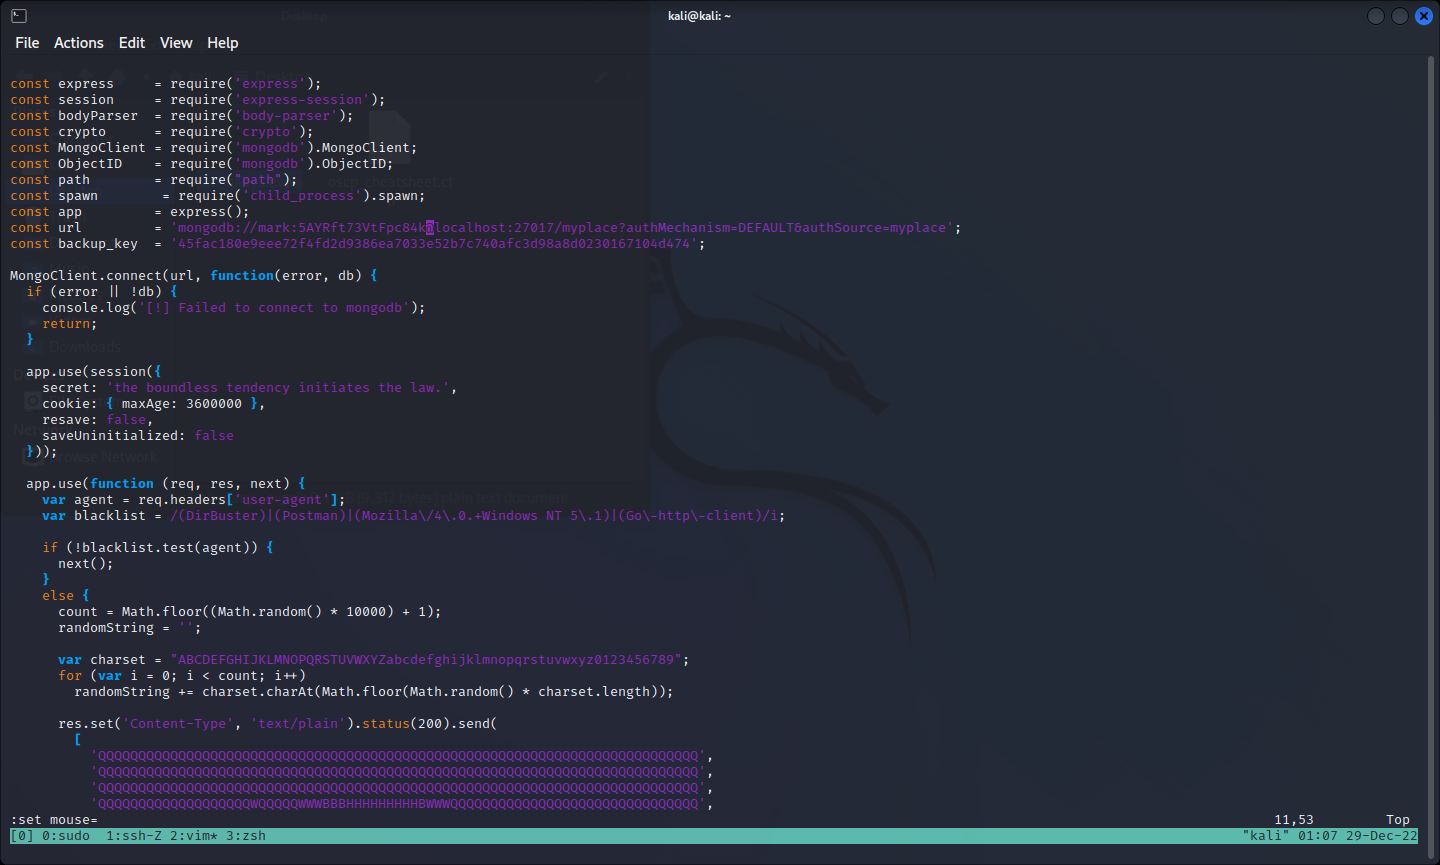 kali@kali: ~
File Actions Edit View Help
const express     = require('express');
const session     = require('express-session');
const bodyParser  = require('body-parser');
const crypto      = require('crypto');
const MongoClient = require('mongodb').MongoClient;
const ObjectID    = require('mongodb').ObjectID;
const path        = require("path");
const spawn        = require('child_process').spawn;
const app         = express();
const url         = 'mongodb://mark:5AYRft73VtFpc84k@localhost:27017/myplace?authMechanism=DEFAULT&authSource=myplace';
const backup_key  = '45fac180e9eee72f4fd2d9386ea7033e52b7c740afc3d98a8d0230167104d474';
MongoClient.connect(url, function(error, db) {
  if (error || !db) {
    console.log('[!] Failed to connect to mongodb');
    return;
  }
  app.use(session({
    secret: 'the boundless tendency initiates the law.',
    cookie: { maxAge: 3600000 },
    resave: false,
    saveUninitialized: false
  }));
  app.use(function (req, res, next) {
    var agent = req.headers['user-agent'];
    var blacklist = /(DirBuster)|(Postman)|(Mozilla\/4\.0.+Windows NT 5\.1)|(Go\-http\-client)/i;
    if (!blacklist.test(agent)) {
      next();
    }
    else {
      count = Math.floor((Math.random() * 10000) + 1);
      randomString = '';
      var charset = "ABCDEFGHIJKLMNOPQRSTUVWXYZabcdefghijklmnopqrstuvwxyz0123456789";
      for (var i = 0; i < count; i++)
        randomString += charset.charAt(Math.floor(Math.random() * charset.length));
      res.set('Content-Type', 'text/plain').status(200).send(
        [
          'QQQQQQQQQQQQQQQQQQQQQQQQQQQQQQQQQQQQQQQQQQQQQQQQQQQQQQQQQQQQQQQQQQQQQQQQQQQ',
          'QQQQQQQQQQQQQQQQQQQQQQQQQQQQQQQQQQQQQQQQQQQQQQQQQQQQQQQQQQQQQQQQQQQQQQQQQQQ',
          'QQQQQQQQQQQQQQQQQQQQQQQQQQQQQQQQQQQQQQQQQQQQQQQQQQQQQQQQQQQQQQQQQQQQQQQQQQQ',
          'QQQQQQQQQQQQQQQQQQQWQQQQQWWWBBBHHHHHHHHHBWWWQQQQQQQQQQQQQQQQQQQQQQQQQQQQQQQ',
:set mouse= 11,53 Top
[0] 0:sudo  1:ssh-Z 2:vim* 3:zsh "kali" 01:07 29-Dec-22